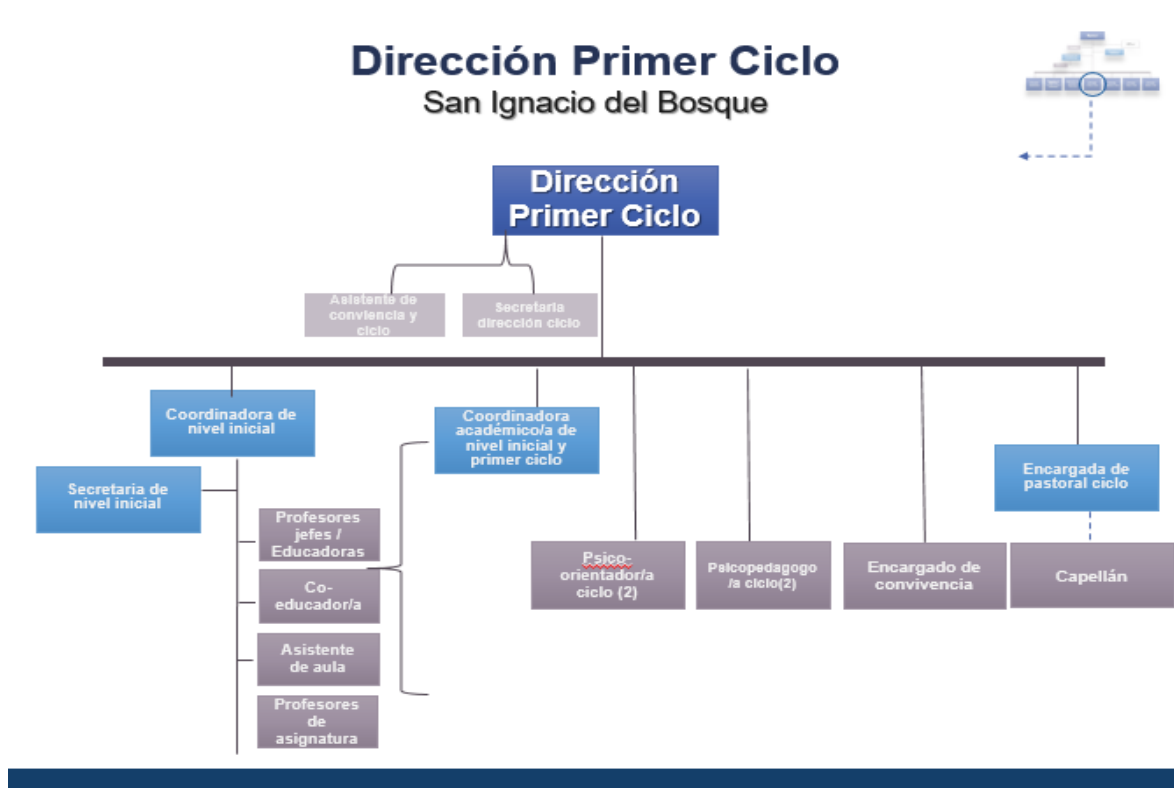 Dirección Primer Ciclo
San Ignacio del Bosque
Dirección
Primer Ciclo
Asistente de
conviencia y
ciclo
Secretaria
dirección ciclo
Coordinadora de
nivel inicial
Coordinadora
académico/a de
nivel inicial y
primer ciclo
Encargada de
pastoral ciclo
Secretaria de
nivel inicial
Profesores
jefes /
Educadoras
Co-
educador/a
Asistente
de aula
Profesores
de
asignatura
Psico-
orientador/a
ciclo (2)
Psicopedagogo
/a ciclo(2)
Encargado de
convivencia
Capellán